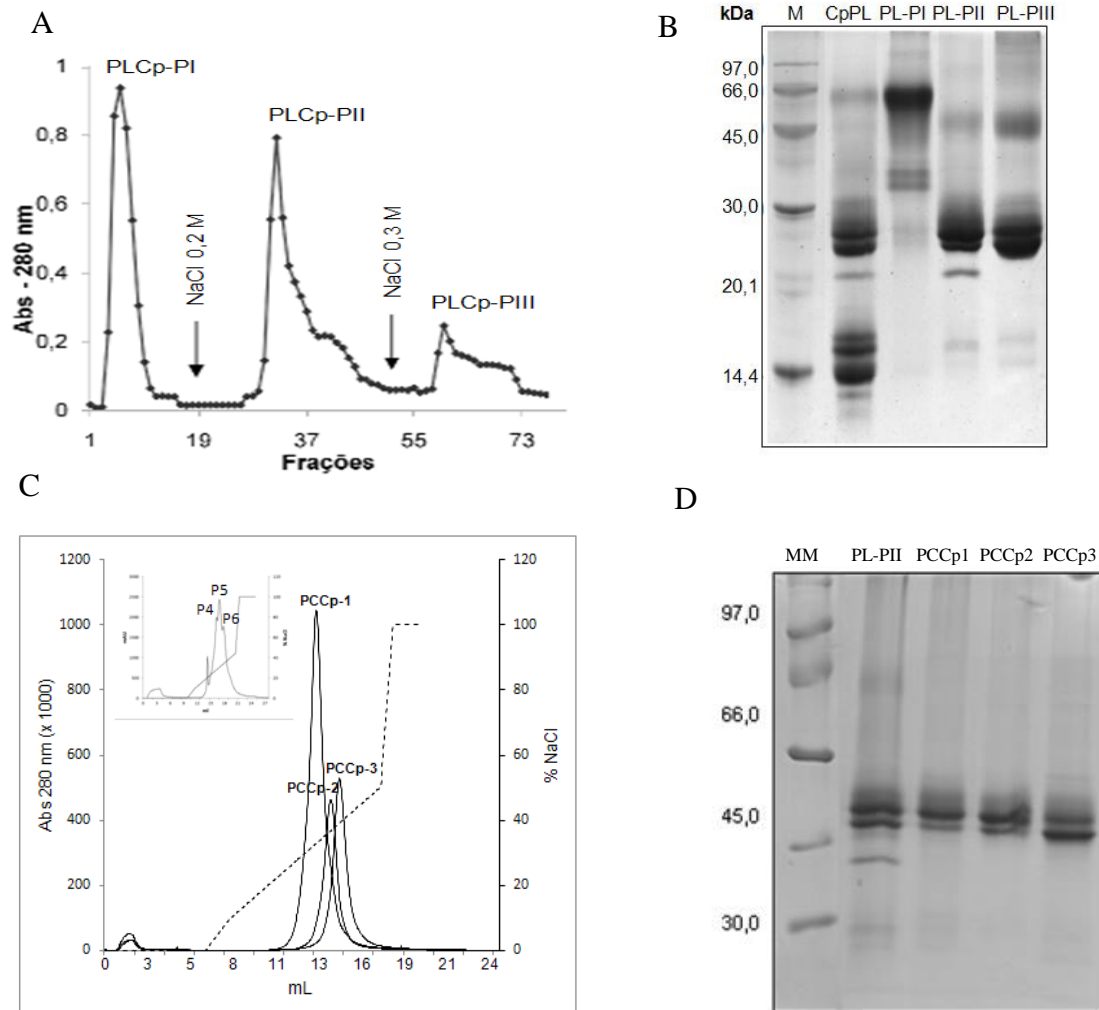 A
PLCp-PI
PLCp-PII
PLCp-PIII
NaCl 0,2 M
NaCl 0,3 M
1
0,8
0,6
0,4
0,2
0
Abs - 280 nm
1 19 37 55 73
Frações
B
kDa M CpPL PL-PI PL-PII PL-PIII
97,0
66,0
45,0
30,0
20,1
14,4
C
1200
1000
800
600
400
200
0
Abs 280 nm (x 1000)
P4
P5
P6
PCCp-1
PCCp-2
PCCp-3
120
100
80
60
40
20
0
% NaCl
0 3 5 8 11 13 16 19 21 24
mL
D
MM PL-PII PCCp1 PCCp2 PCCp3
97,0
66,0
45,0
30,0